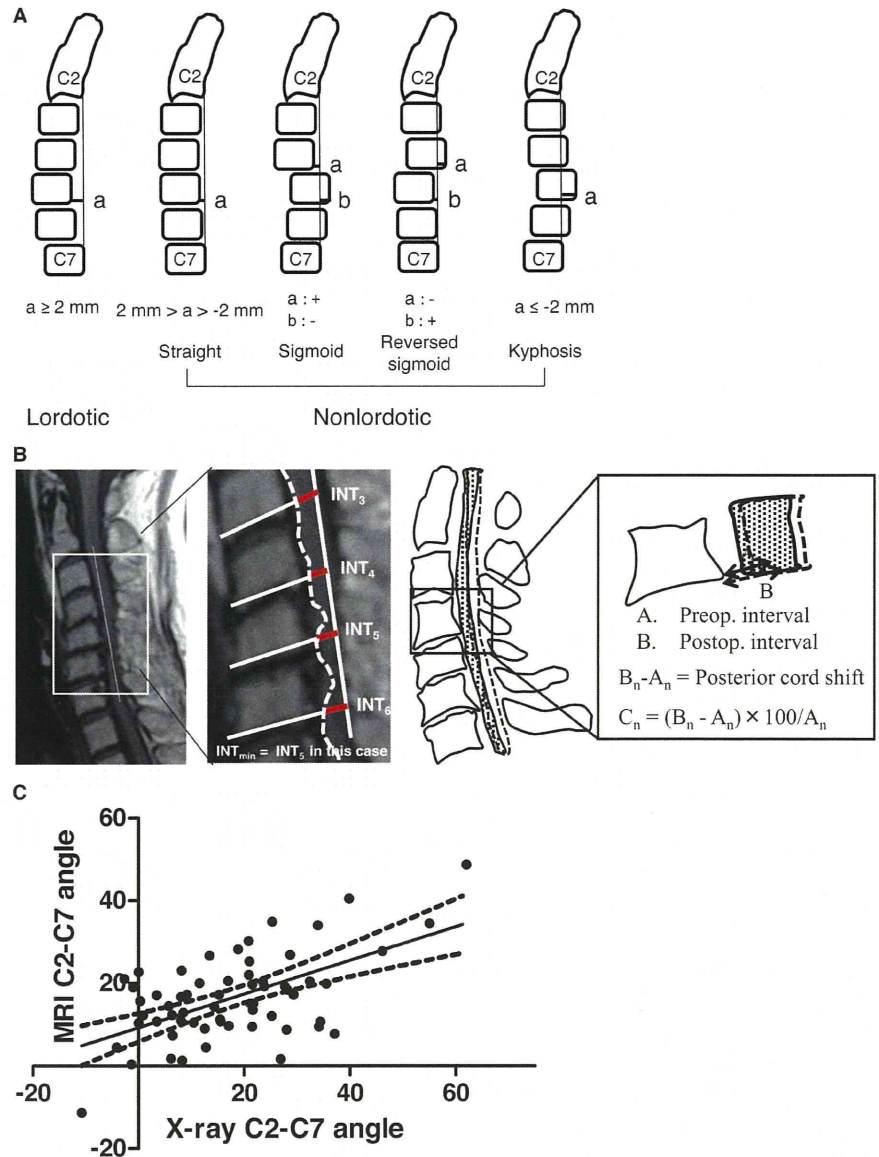 A
C2 C2 C2 C2 C2
a a a b a b a
C7 C7 C7 C7 C7
a ≥ 2 mm
2 mm > a > -2 mm
a : +
b : -
a : -
b : +
a ≤ -2 mm
Straight
Sigmoid
Reversed
sigmoid
Kyphosis
Lordotic
Nonlordotic
B
INT3
INT4
INT5
INT6
INTmin = INT5 in this case
B
A. Preop. interval
B. Postop. interval
Bn-An = Posterior cord shift
Cn = (Bn - An) × 100/An
C
60
40
20
-20
20
40
60
-20
MRI C2-C7 angle
X-ray C2-C7 angle